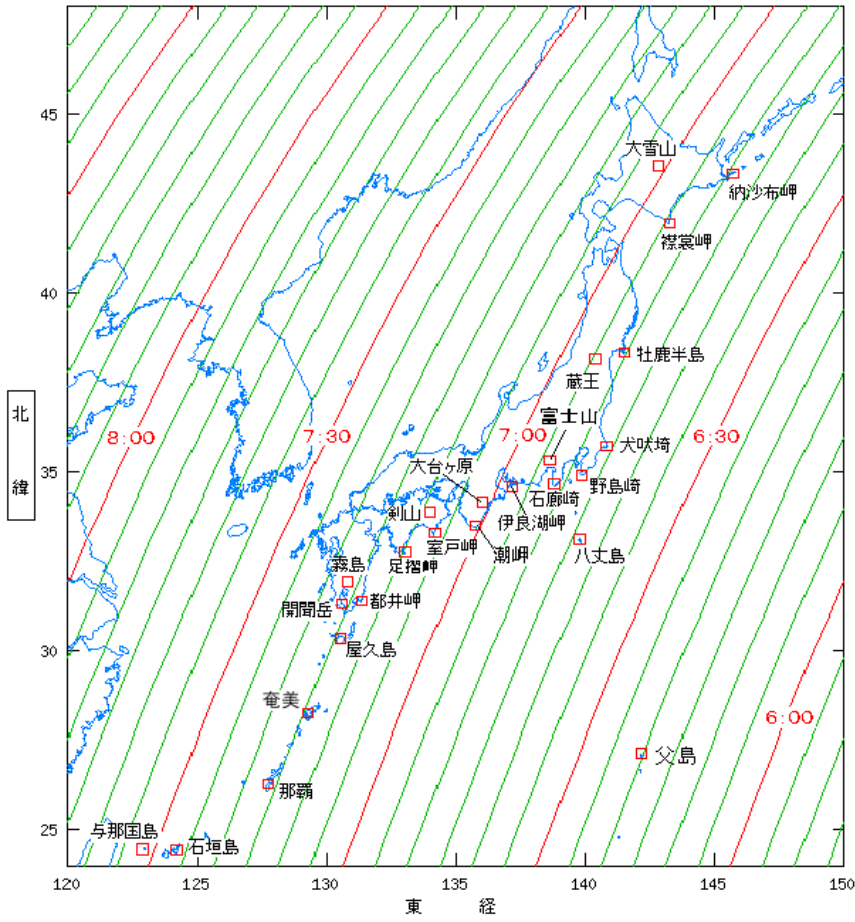 45
40
35
30
25
120
125
130
135
140
145
150
北緯
東経
大雪山
納沙布岬
襟裳岬
牡鹿半島
蔵王
富士山
犬吠埼
8:00
7:30
7:00
6:30
大台ヶ原
野島崎
石廊崎
伊良湖岬
剣山
室戸岬
潮岬
八丈島
足摺岬
霧島
開聞岳
都井岬
屋久島
奄美
6:00
父島
那覇
与那国島
石垣島